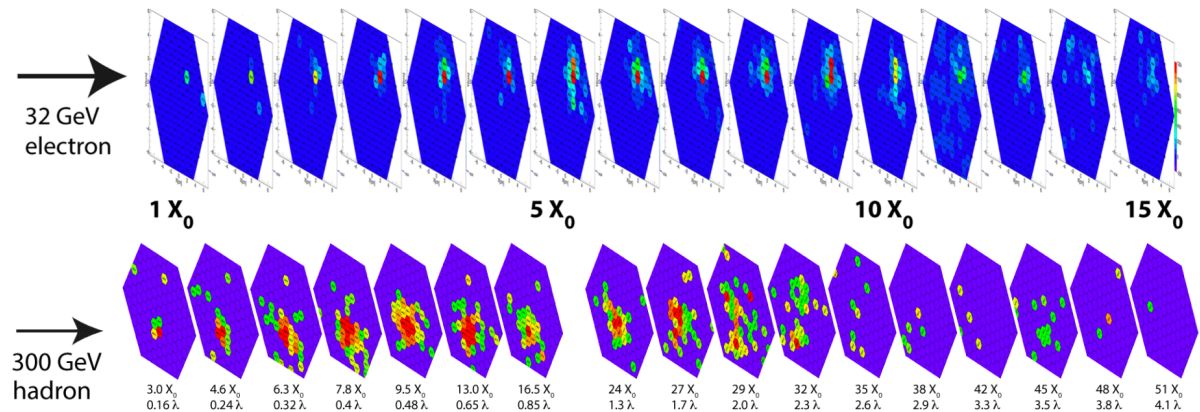 32 GeV
electron
1 X0 5 X0 10 X0 15 X0
300 GeV
hadron
3.0 X0 4.6 X0 6.3 X0 7.8 X0 9.5 X0 13.0 X0 16.5 X0 24 X0 27 X0 29 X0 32 X0 35 X0 38 X0 42 X0 45 X0 48 X0 51 X0
0.16 λ 0.24 λ 0.32 λ 0.4 λ 0.48 λ 0.65 λ 0.85 λ 1.3 λ 1.7 λ 2.0 λ 2.3 λ 2.6 λ 2.9 λ 3.3 λ 3.5 λ 3.8 λ 4.1 λ